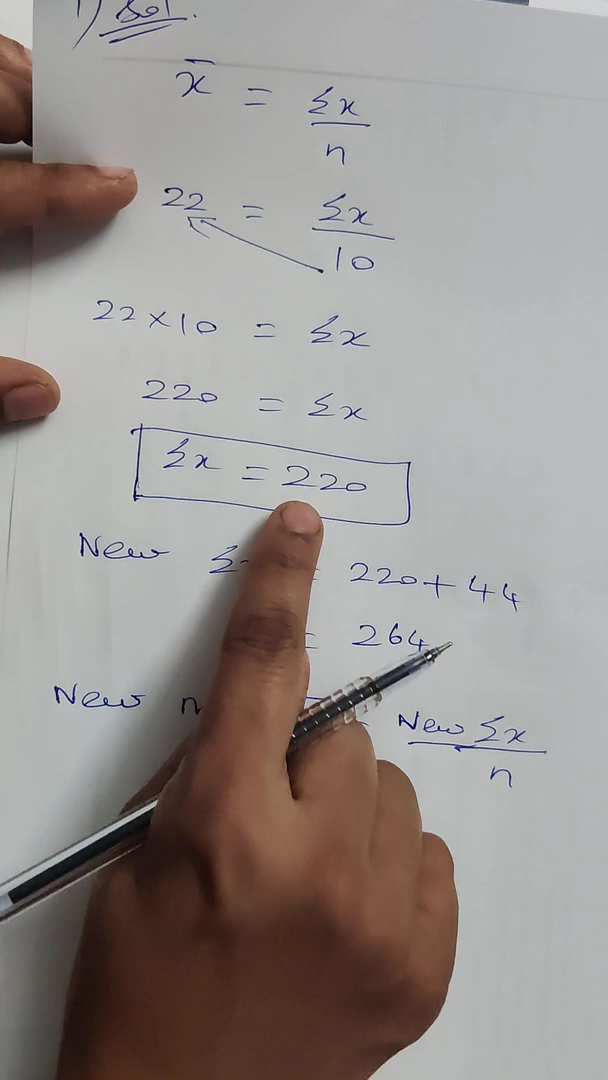 1) Sol.
x̄ = Σx / n
22 = Σx / 10
22×10 = Σx
220 = Σx
Σx = 220
New Σ = 220+44
= 264
New = New Σx / n